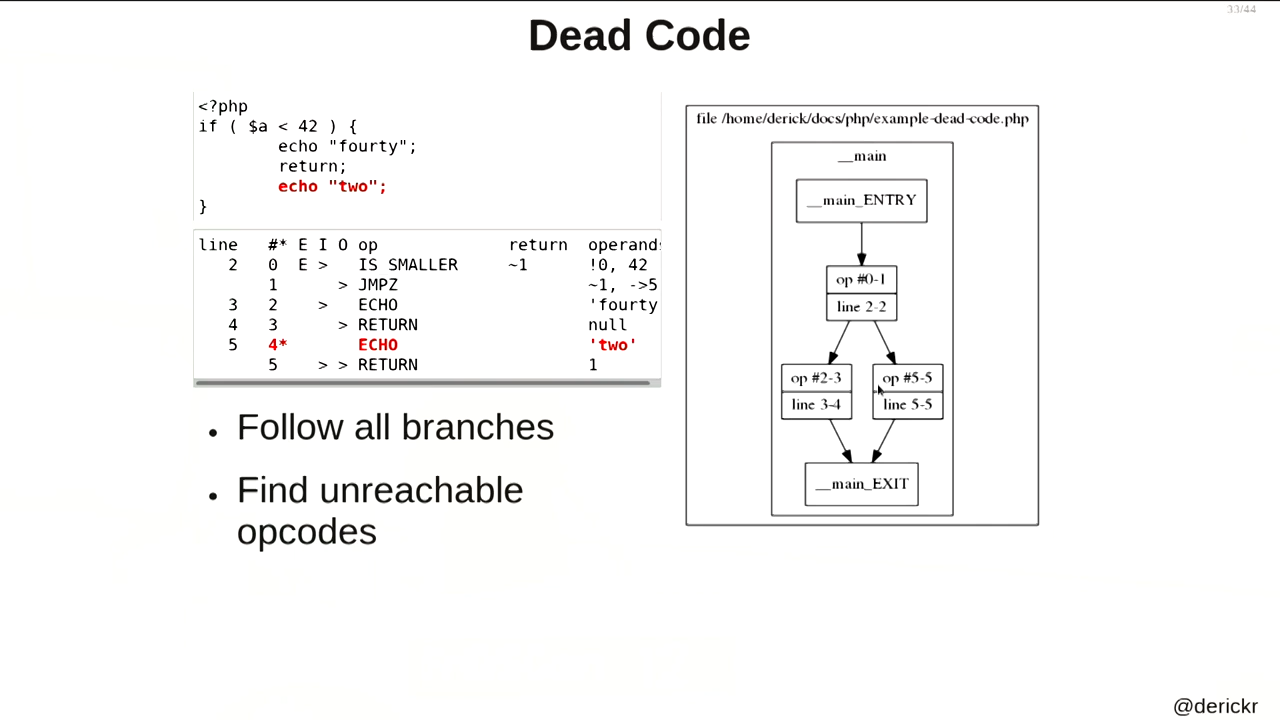 33/44
Dead Code
<?php
if ( $a < 42 ) {
echo "fourty";
return;
echo "two";
}
line #* E I O op return operands
2 0 E > IS SMALLER ~1 !0, 42
1 > JMPZ ~1, ->5
3 2 > ECHO 'fourty
4 3 > RETURN null
5 4* ECHO 'two'
5 > > RETURN 1
• Follow all branches
• Find unreachable
opcodes
file /home/derick/docs/php/example-dead-code.php
__main
__main_ENTRY
op #0-1
line 2-2
op #2-3
line 3-4
op #5-5
line 5-5
__main_EXIT
@derickr